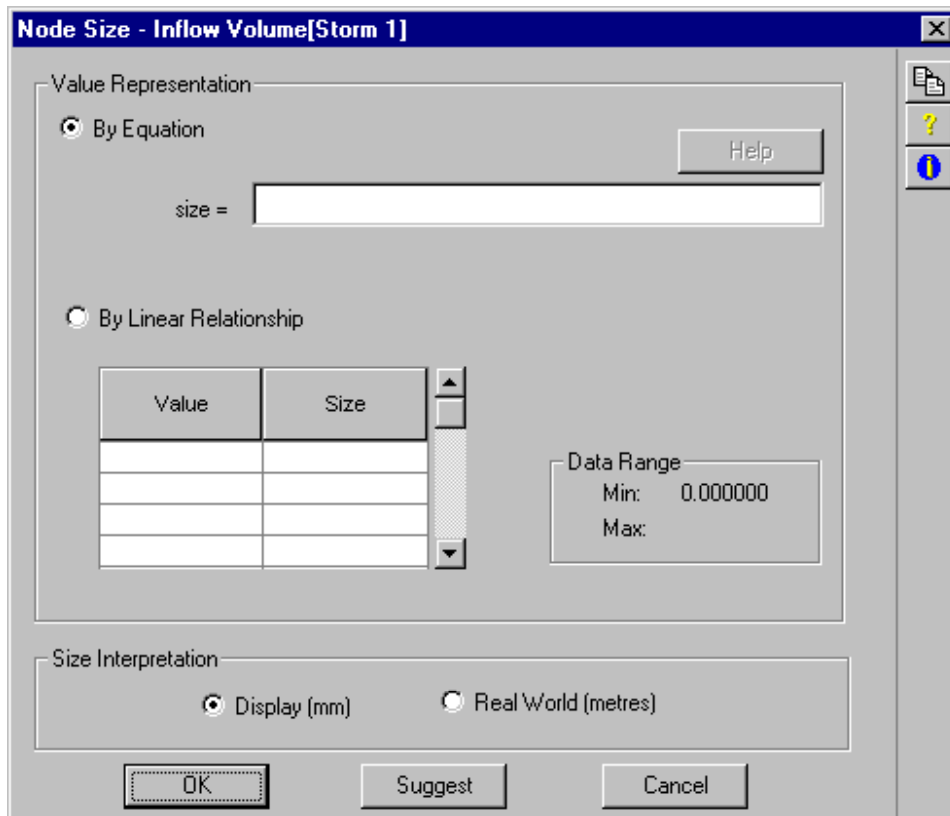 Node Size - Inflow Volume[Storm 1]
Value Representation
By Equation
Help
size =
By Linear Relationship
Value Size
Data Range
Min: 0.000000
Max:
Size Interpretation
Display (mm) Real World (metres)
OK Suggest Cancel